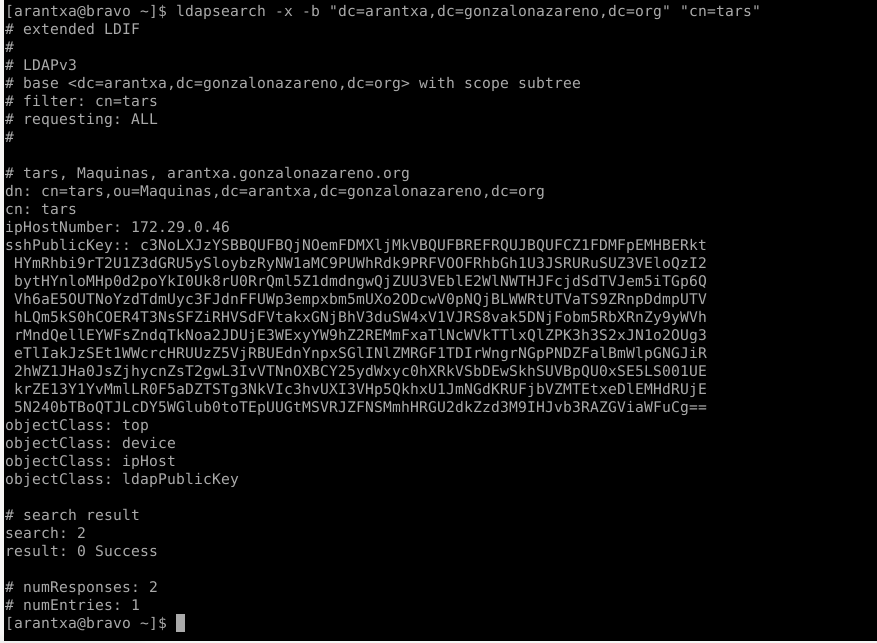 [arantxa@bravo ~]$ ldapsearch -x -b "dc=arantxa,dc=gonzalonazareno,dc=org" "cn=tars"
# extended LDIF
#
# LDAPv3
# base <dc=arantxa,dc=gonzalonazareno,dc=org> with scope subtree
# filter: cn=tars
# requesting: ALL
#
# tars, Maquinas, arantxa.gonzalonazareno.org
dn: cn=tars,ou=Maquinas,dc=arantxa,dc=gonzalonazareno,dc=org
cn: tars
ipHostNumber: 172.29.0.46
sshPublicKey:: c3NoLXJzYSBBQUFBQjNOemFDMXljMkVBQUFBREFRQUJBQUFCZ1FDMFpEMHBERkt
HYmRhbi9rT2U1Z3dGRU5ySloybzRyNW1aMC9PUWhRdk9PRFVOOFRhbGh1U3JSRURuSUZ3VEloQzI2
bytHYnloMHp0d2poYkI0Uk8rU0RrQml5Z1dmdngwQjZUU3VEblE2WlNWTHJFcjdSdTVJem5iTGp6Q
Vh6aE5OUTNoYzdTdmUyc3FJdnFFUWp3empxbm5mUXo2ODcwV0pNQjBLWWRtUTVaTS9ZRnpDdmpUTV
hLQm5kS0hCOER4T3NsSFZiRHVSdFVtakxGNjBhV3duSW4xV1VJRS8vak5DNjFobm5RbXRnZy9yWVh
rMndQellEYWFsZndqTkNoa2JDUjE3WExyYW9hZ2REMmFxaTlNcWVkTTlxQlZPK3h3S2xJN1o2OUg3
eTlIakJzSEt1WWcrcHRUUzZ5VjRBUEdnYnpxSGlINlZMRGF1TDIrWngrNGpPNDZFalBmWlpGNGJiR
2hWZ1JHa0JsZjhycnZsT2gwL3IvVTNnOXBCY25ydWxyc0hXRkVSbDEwSkhSUVBpQU0xSE5LS001UE
krZE13Y1YvMmlLR0F5aDZTSTg3NkVIc3hvUXI3VHp5QkhxU1JmNGdKRUFjbVZMTEtxeDlEMHdRUjE
5N240bTBoQTJLcDY5WGlub0toTEpUUGtMSVRJZFNSMmhHRGU2dkZzd3M9IHJvb3RAZGViaWFuCg==
objectClass: top
objectClass: device
objectClass: ipHost
objectClass: ldapPublicKey
# search result
search: 2
result: 0 Success
# numResponses: 2
# numEntries: 1
[arantxa@bravo ~]$